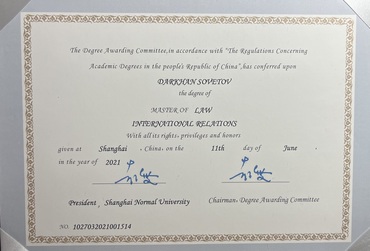 The Degree Awarding Committee, in accordance with "The Regulations Concerning
Academic Degrees in the people's Republic of China", has conferred upon
DARKHAN SOVETOV
the degree of
MASTER OF LAW
INTERNATIONAL RELATIONS
With all its rights, privileges and honors
given at Shanghai , China, on the 11th day of June ,
in the year of 2021
President , Shanghai Normal University
Chairman, Degree Awarding Committee
NO. 1027032021001514